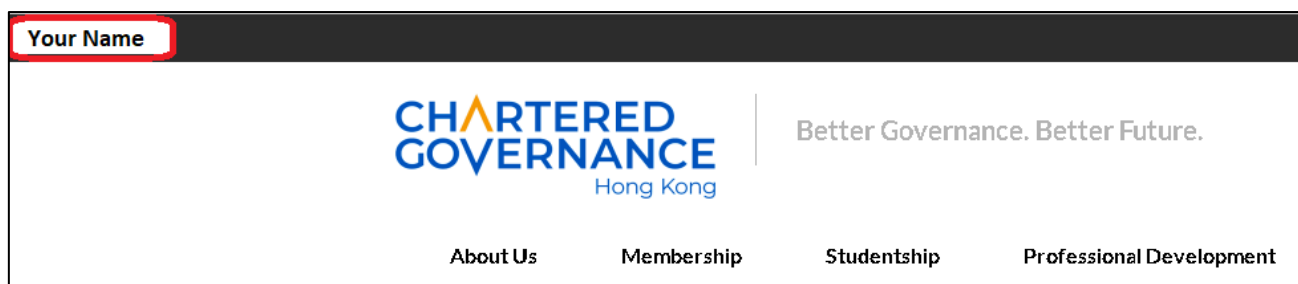 Your Name
CHARTERED
GOVERNANCE
Hong Kong
Better Governance. Better Future.
About Us Membership Studentship Professional Development